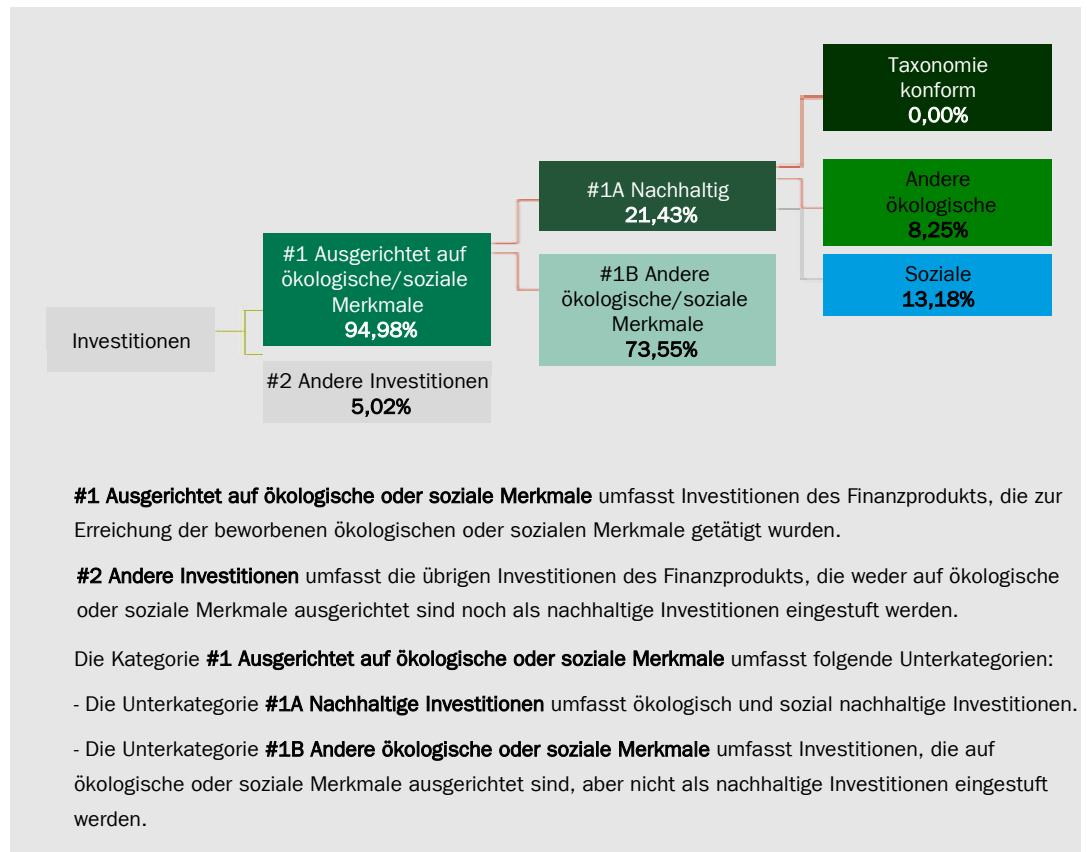 Investitionen
#1 Ausgerichtet auf
ökologische/soziale
Merkmale
94,98%
#2 Andere Investitionen
5,02%
#1A Nachhaltig
21,43%
#1B Andere
ökologische/soziale
Merkmale
73,55%
Taxonomie
konform
0,00%
Andere
ökologische
8,25%
Soziale
13,18%
#1 Ausgerichtet auf ökologische oder soziale Merkmale umfasst Investitionen des Finanzprodukts, die zur
Erreichung der beworbenen ökologischen oder sozialen Merkmale getätigt wurden.
#2 Andere Investitionen umfasst die übrigen Investitionen des Finanzprodukts, die weder auf ökologische
oder soziale Merkmale ausgerichtet sind noch als nachhaltige Investitionen eingestuft werden.
Die Kategorie #1 Ausgerichtet auf ökologische oder soziale Merkmale umfasst folgende Unterkategorien:
- Die Unterkategorie #1A Nachhaltige Investitionen umfasst ökologisch und sozial nachhaltige Investitionen.
- Die Unterkategorie #1B Andere ökologische oder soziale Merkmale umfasst Investitionen, die auf
ökologische oder soziale Merkmale ausgerichtet sind, aber nicht als nachhaltige Investitionen eingestuft
werden.